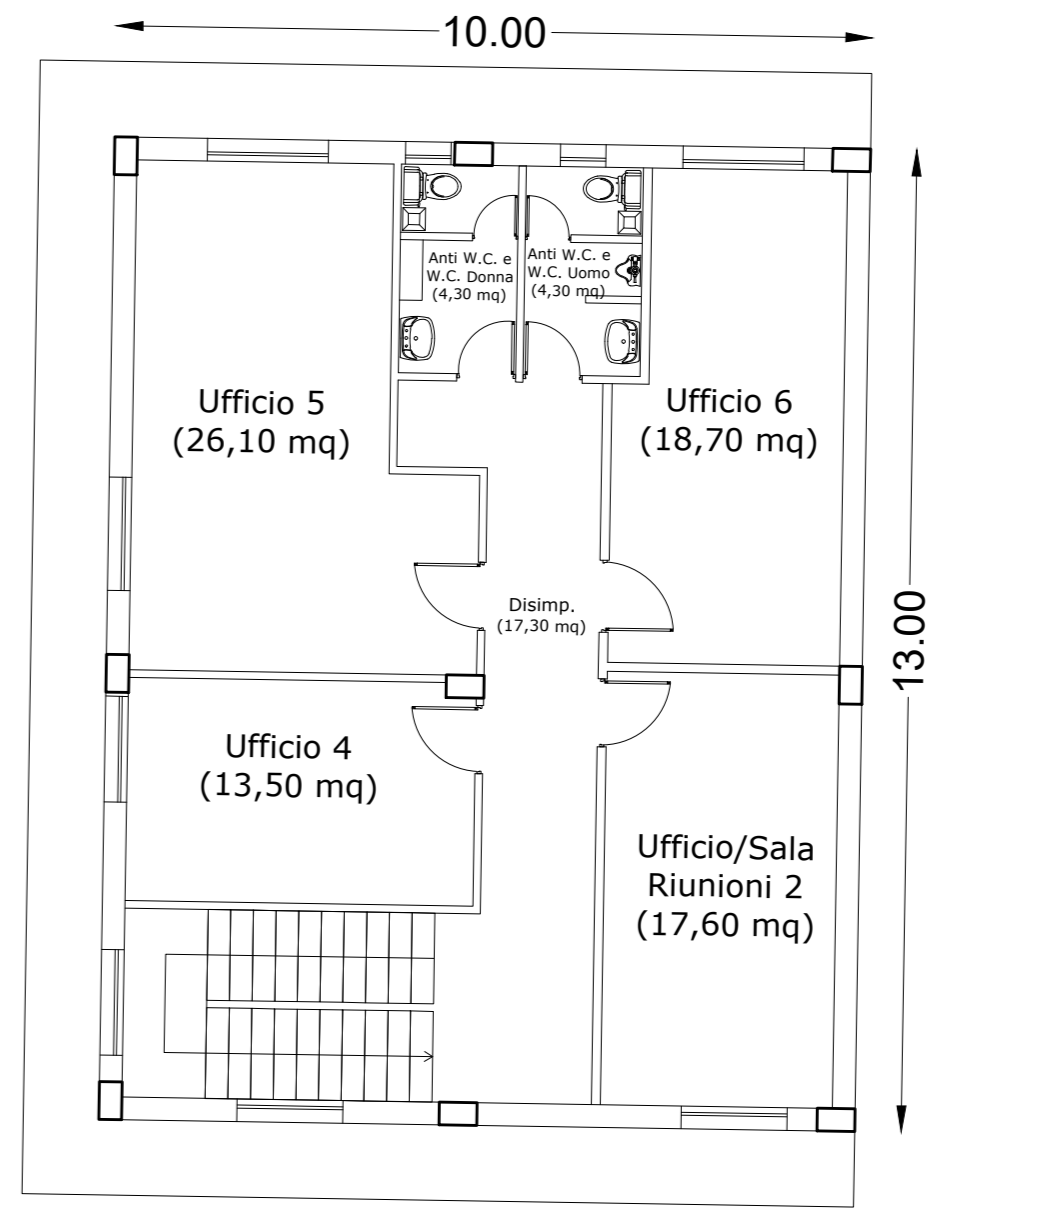 10.00
Anti W.C. e
W.C. Donna
(4,30 mq)
Anti W.C. e
W.C. Uomo
(4,30 mq)
Ufficio 5
(26,10 mq)
Ufficio 6
(18,70 mq)
Disimp.
(17,30 mq)
13.00
Ufficio 4
(13,50 mq)
Ufficio/Sala
Riunioni 2
(17,60 mq)